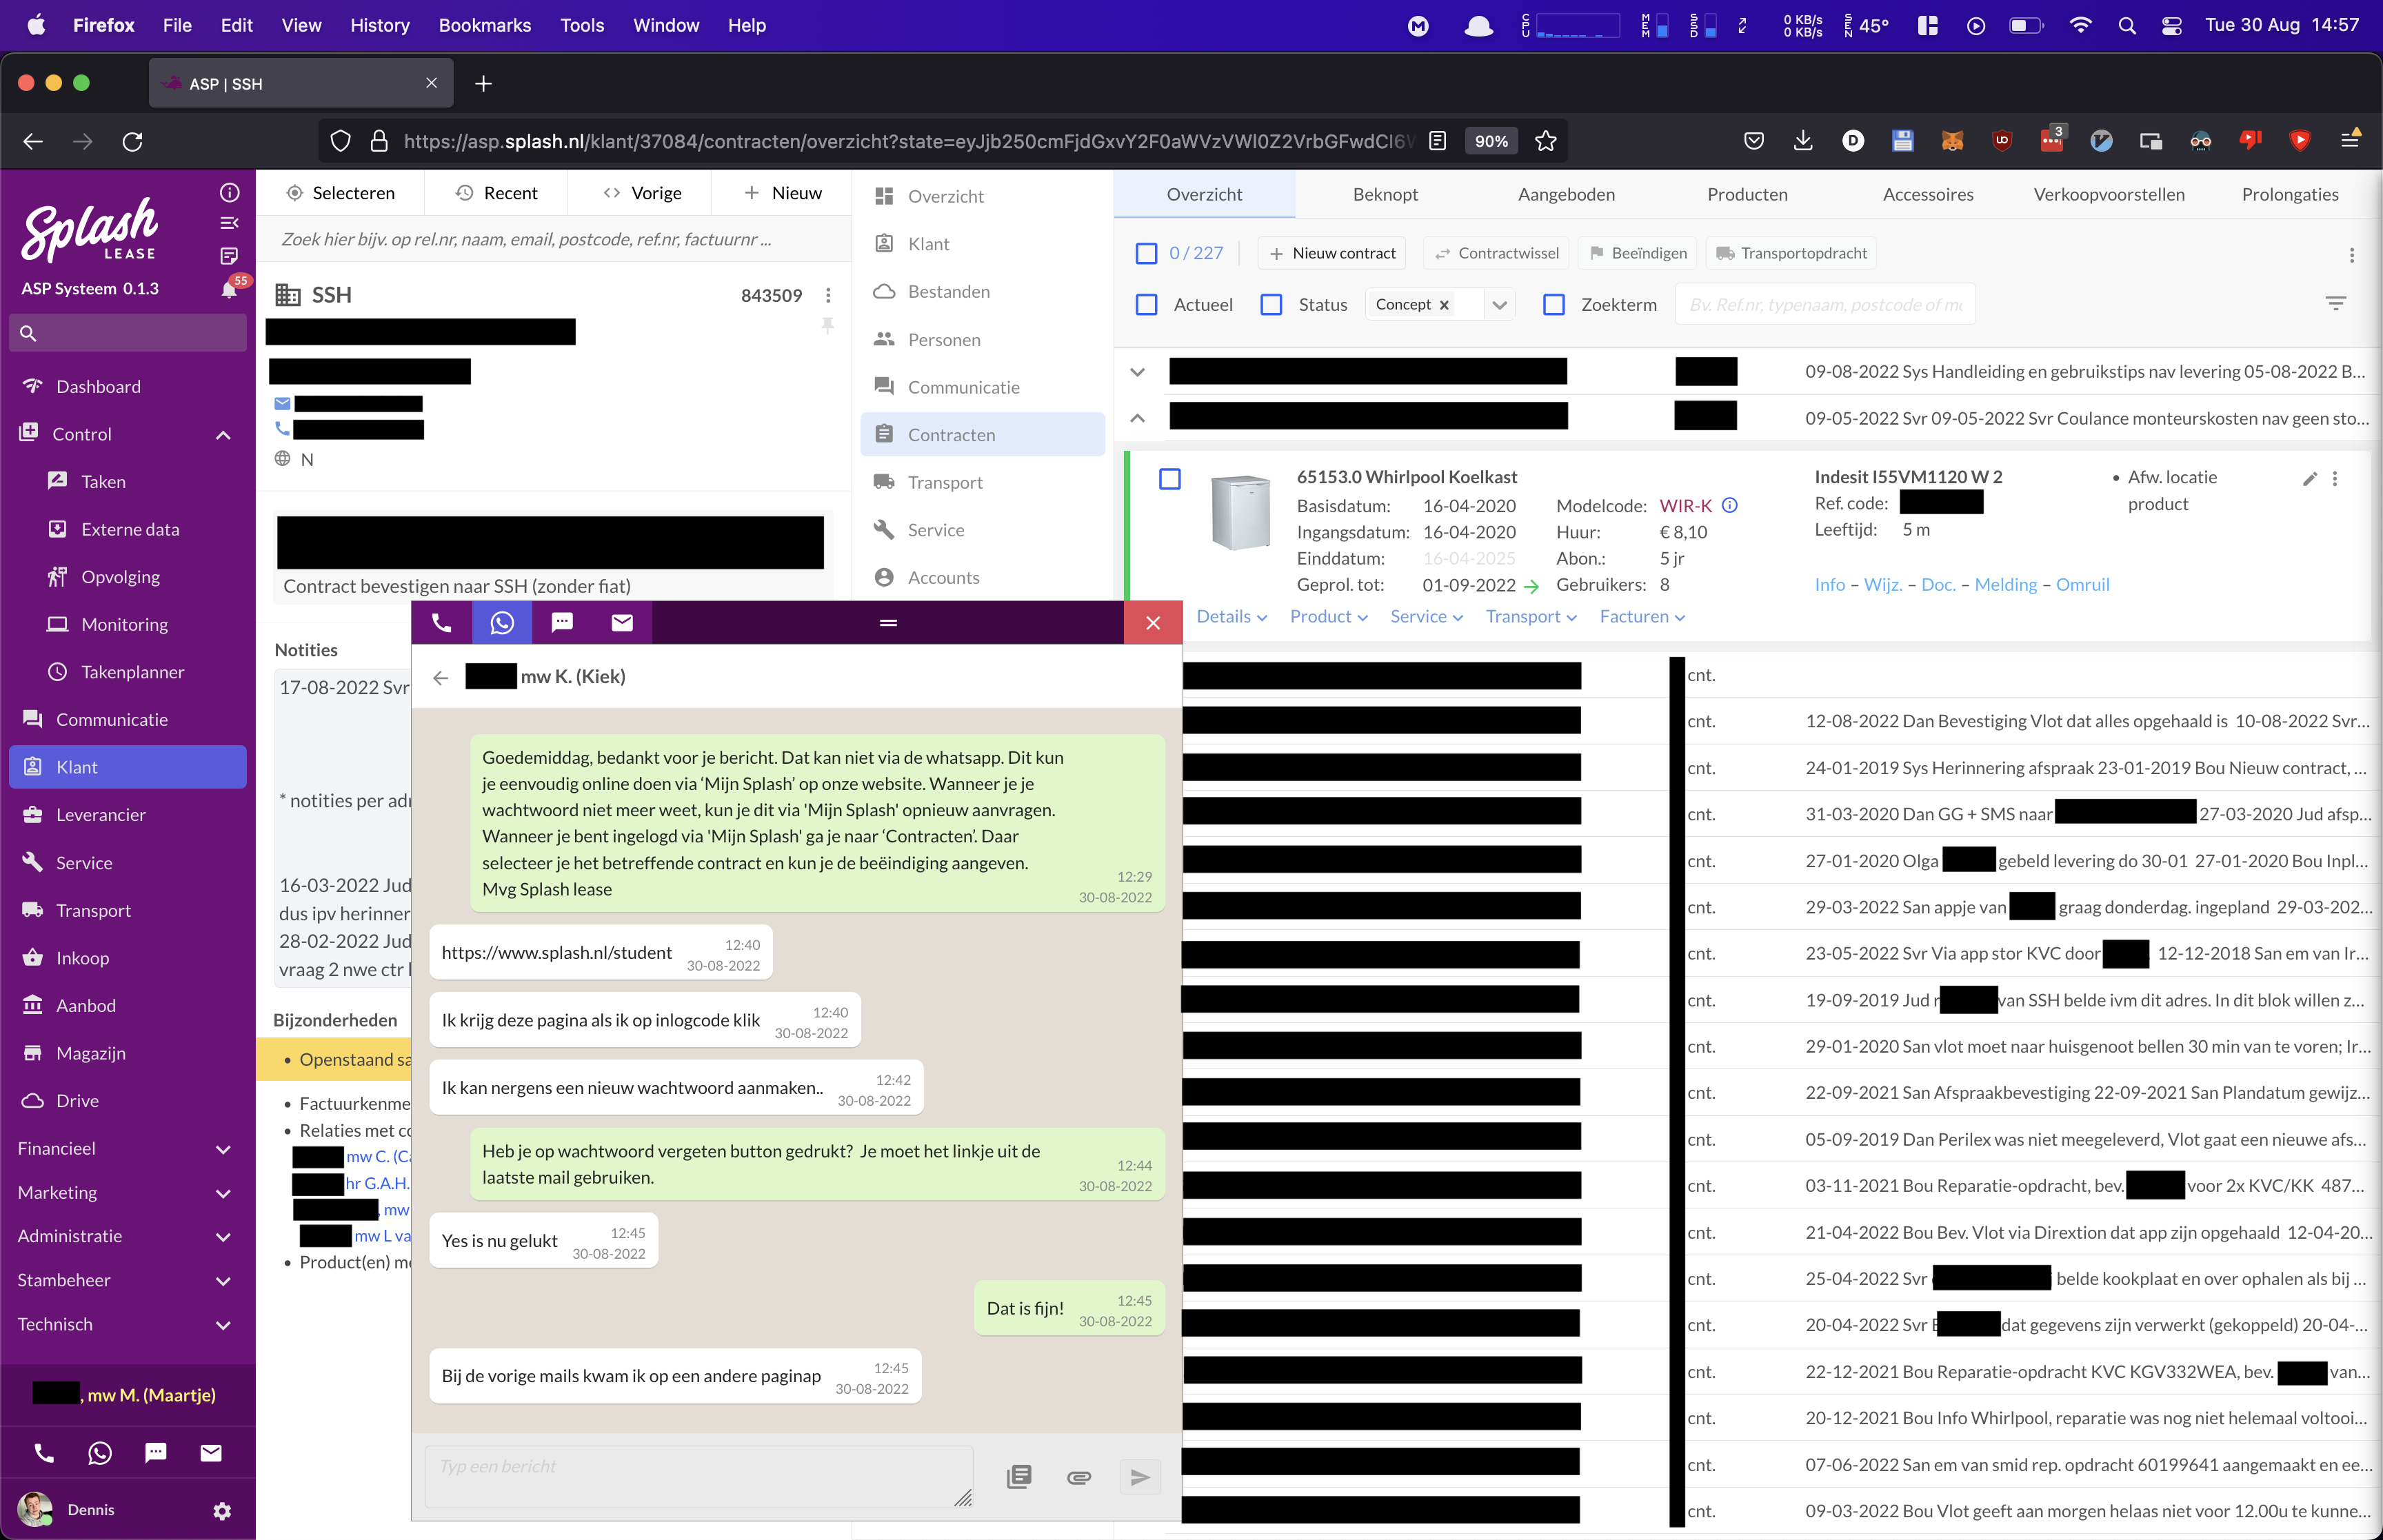 Firefox File Edit View History Bookmarks Tools Window Help
CPU MEM SSD 0 KB/s 0 KB/s SEN 45° Tue 30 Aug 14:57
ASP | SSH
https://asp.splash.nl/klant/37084/contracten/overzicht?state=
90%
3
Splash
LEASE
ASP Systeem 0.1.3
55
Dashboard
Control
Taken
Externe data
Opvolging
Monitoring
Takenplanner
Communicatie
Klant
Leverancier
Service
Transport
Inkoop
Aanbod
Magazijn
Drive
Financieel
Marketing
Administratie
Stambeheer
Technisch
, mw M. (Maartje)
Dennis
Selecteren Recent Vorige Nieuw
Zoek hier bijv. op rel.nr, naam, email, postcode, ref.nr, factuurnr ...
SSH 843509
N
Contract bevestigen naar SSH (zonder fiat)
Notities
17-08-2022 Svr
* notities per
16-03-2022 Jud
dus ipv
28-02-2022 Jud
vraag 2 nwe ctr
Bijzonderheden
Openstaand
Relaties met
mw C.
hr G.A.H.
, mw
mw L
Product(en)
Overzicht
Klant
Bestanden
Personen
Communicatie
Contracten
Transport
Service
Accounts
Overzicht Beknopt Aangeboden Producten Accessoires Verkoopvoorstellen Prolongaties
0 / 227 Nieuw contract Contractwissel Beeïndigen Transportopdracht
Actueel Status Concept x Zoekterm Bv. Ref.nr, typenaam, postcode of
09-08-2022 Sys Handleiding en gebruikstips nav levering 05-08-2022 B...
09-05-2022 Svr 09-05-2022 Svr Coulance monteurskosten nav geen sto...
65153.0 Whirlpool Koelkast
Basisdatum: 16-04-2020 Modelcode: WIR-K
Ingangsdatum: 16-04-2020 Huur: € 8,10
Einddatum: 16-04-2025 Abon.: 5 jr
Geprol. tot: 01-09-2022 Gebruikers: 8
Indesit I55VM1120 W 2
Ref. code:
Leeftijd: 5 m
• Afw. locatie
product
Info – Wijz. – Doc. – Melding – Omruil
Details Product Service Transport Facturen
mw K. (Kiek)
Goedemiddag, bedankt voor je bericht. Dat kan niet via de whatsapp. Dit kun
je eenvoudig online doen via ‘Mijn Splash’ op onze website. Wanneer je je
wachtwoord niet meer weet, kun je dit via 'Mijn Splash' opnieuw aanvragen.
Wanneer je bent ingelogd via 'Mijn Splash' ga je naar ‘Contracten’. Daar
selecteer je het betreffende contract en kun je de beëindiging aangeven.
Mvg Splash lease
12:29
30-08-2022
https://www.splash.nl/student
12:40
30-08-2022
Ik krijg deze pagina als ik op inlogcode klik
12:40
30-08-2022
Ik kan nergens een nieuw wachtwoord aanmaken..
12:42
30-08-2022
Heb je op wachtwoord vergeten button gedrukt? Je moet het linkje uit de
laatste mail gebruiken.
12:44
30-08-2022
Yes is nu gelukt
12:45
30-08-2022
Dat is fijn!
12:45
30-08-2022
Bij de vorige mails kwam ik op een andere paginap
12:45
30-08-2022
Typ een bericht
cnt.
cnt. 12-08-2022 Dan Bevestiging Vlot dat alles opgehaald is 10-08-2022 Svr...
cnt. 24-01-2019 Sys Herinnering afspraak 23-01-2019 Bou Nieuw contract, ...
cnt. 31-03-2020 Dan GG + SMS naar 27-03-2020 Jud afsp...
cnt. 27-01-2020 Olga gebeld levering do 30-01 27-01-2020 Bou Inpl...
cnt. 29-03-2022 San appje van graag donderdag. ingepland 29-03-202...
cnt. 23-05-2022 Svr Via app stor KVC door 12-12-2018 San em van Ir...
cnt. 19-09-2019 Jud van SSH belde ivm dit adres. In dit blok willen z...
cnt. 29-01-2020 San vlot moet naar huisgenoot bellen 30 min van te voren; Ir...
cnt. 22-09-2021 San Afspraakbevestiging 22-09-2021 San Plandatum gewijz...
cnt. 05-09-2019 Dan Perilex was niet meegeleverd, Vlot gaat een nieuwe afs...
cnt. 03-11-2021 Bou Reparatie-opdracht, bev. voor 2x KVC/KK 487...
cnt. 21-04-2022 Bou Bev. Vlot via Dirextion dat app zijn opgehaald 12-04-20...
cnt. 25-04-2022 Svr belde kookplaat en over ophalen als bij ...
cnt. 20-04-2022 Svr dat gegevens zijn verwerkt (gekoppeld) 20-04-...
cnt. 22-12-2021 Bou Reparatie-opdracht KVC KGV332WEA, bev. van...
cnt. 20-12-2021 Bou Info Whirlpool, reparatie was nog niet helemaal voltooi...
cnt. 07-06-2022 San em van smid rep. opdracht 60199641 aangemaakt en ee...
cnt. 09-03-2022 Bou Vlot geeft aan morgen helaas niet voor 12.00u te kunne...